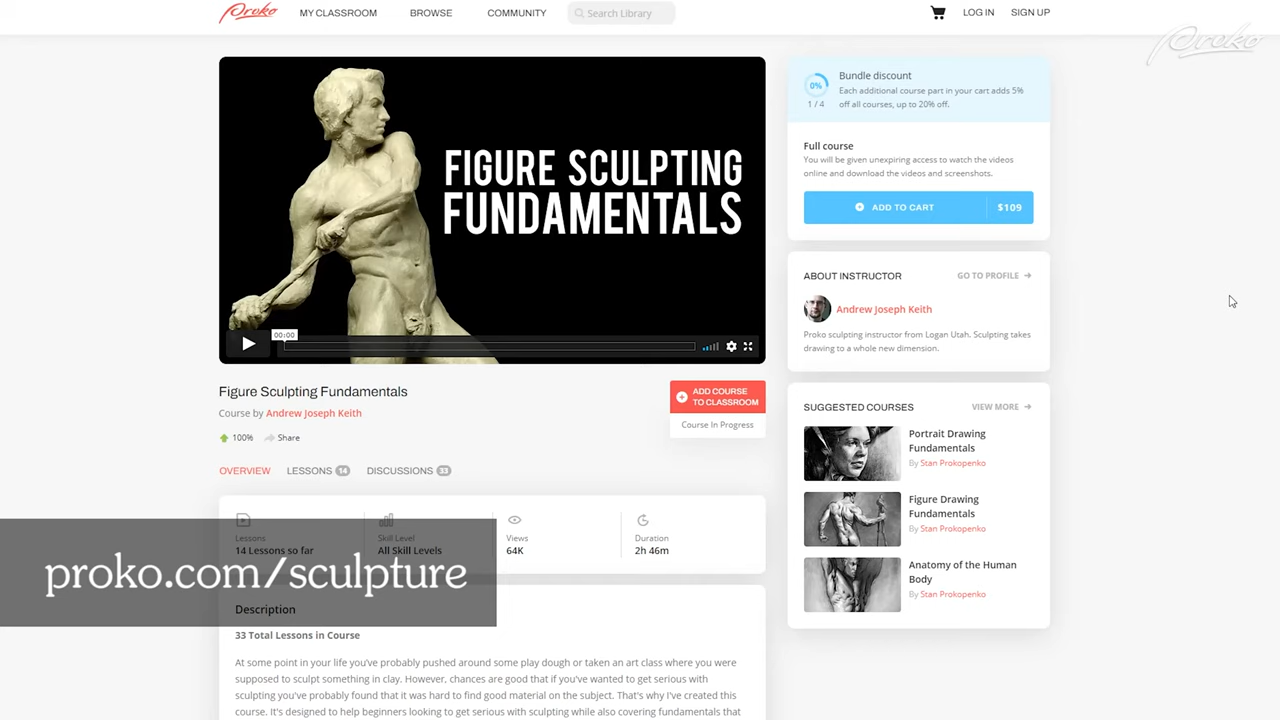 Proko
MY CLASSROOM
BROWSE
COMMUNITY
Search Library
LOG IN
SIGN UP
Proko
FIGURE SCULPTING
FUNDAMENTALS
00:00
Figure Sculpting Fundamentals
Course by Andrew Joseph Keith
100%
Share
ADD COURSE
TO CLASSROOM
Course In Progress
OVERVIEW
LESSONS 14
DISCUSSIONS 33
Lessons
14 Lessons so far
Skill Level
All Skill Levels
Views
64K
Duration
2h 46m
proko.com/sculpture
Description
33 Total Lessons in Course
At some point in your life you've probably pushed around some play dough or taken an art class where you were
supposed to sculpt something in clay. However, chances are good that if you've wanted to get serious with
sculpting you've probably found that it was hard to find good material on the subject. That's why I've created this
course. It's designed to help beginners looking to get serious with sculpting while also covering fundamentals that
0%
1 / 4
Bundle discount
Each additional course part in your cart adds 5%
off all courses, up to 20% off.
Full course
You will be given unexpiring access to watch the videos
online and download the videos and screenshots.
ADD TO CART
$109
ABOUT INSTRUCTOR
GO TO PROFILE
Andrew Joseph Keith
Proko sculpting instructor from Logan Utah. Sculpting takes
drawing to a whole new dimension.
SUGGESTED COURSES
VIEW MORE
Portrait Drawing
Fundamentals
By Stan Prokopenko
Figure Drawing
Fundamentals
By Stan Prokopenko
Anatomy of the Human
Body
By Stan Prokopenko